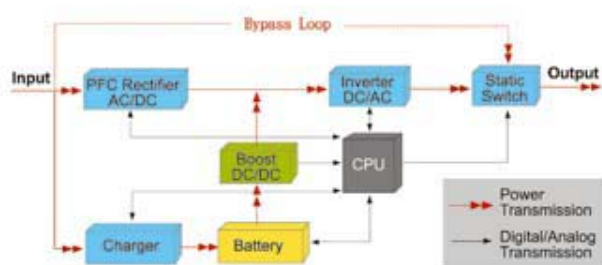 Bypass Loop
Input
PFC Rectifier
AC/DC
Inverter
DC/AC
Static
Switch
Output
Boost
DC/DC
CPU
Charger
Battery
Power
Transmission
Digital/Analog
Transmission